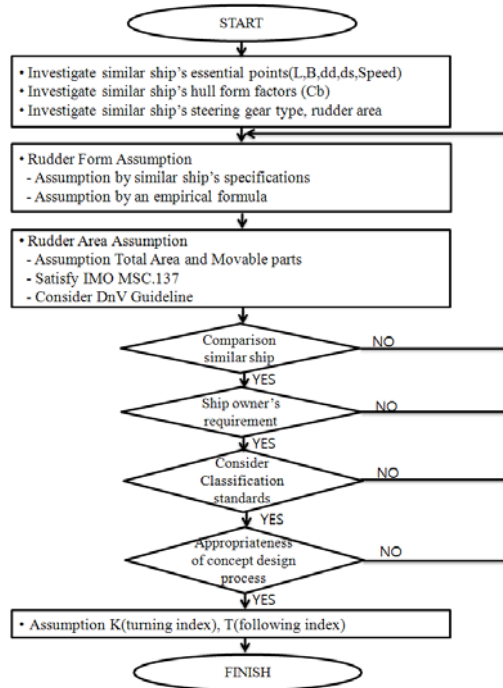 START
• Investigate similar ship's essential points(L,B,dd,ds,Speed)
• Investigate similar ship's hull form factors (Cb)
• Investigate similar ship's steering gear type, rudder area
• Rudder Form Assumption
- Assumption by similar ship's specifications
- Assumption by an empirical formula
• Rudder Area Assumption
- Assumption Total Area and Movable parts
- Satisfy IMO MSC.137
- Consider DnV Guideline
Comparison
similar ship
NO
YES
Ship owner's
requirement
NO
YES
Consider
Classification
standards
NO
YES
Appropriateness
of concept design
process
NO
YES
• Assumption K(turning index), T(following index)
FINISH